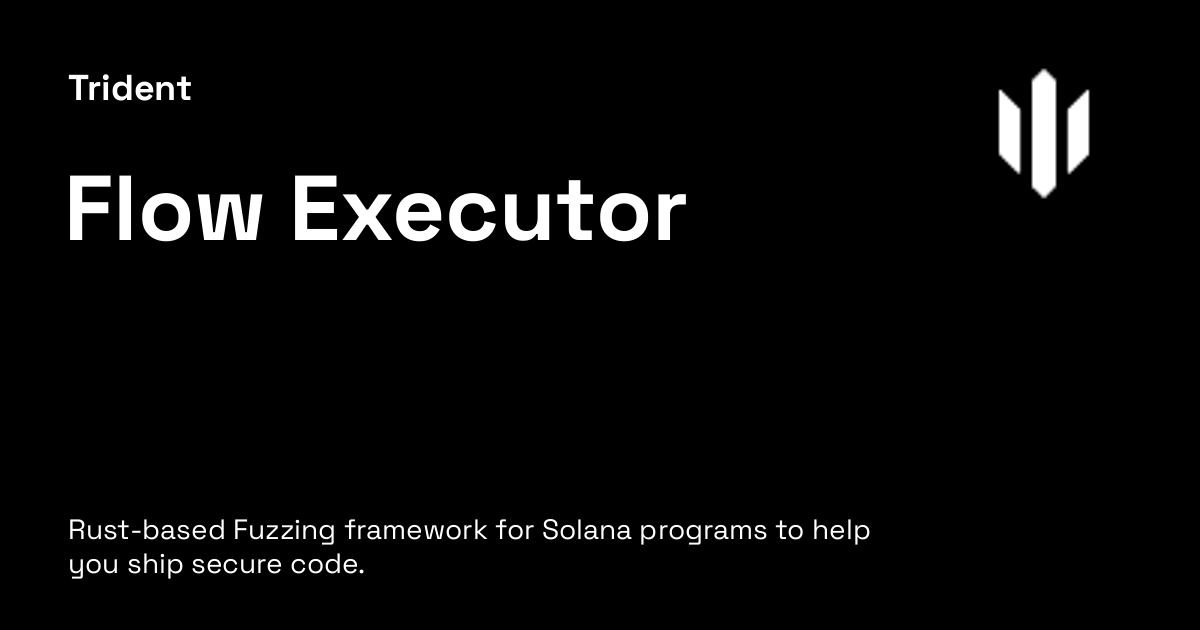 Trident
Flow Executor
Rust-based Fuzzing framework for Solana programs to help
you ship secure code.